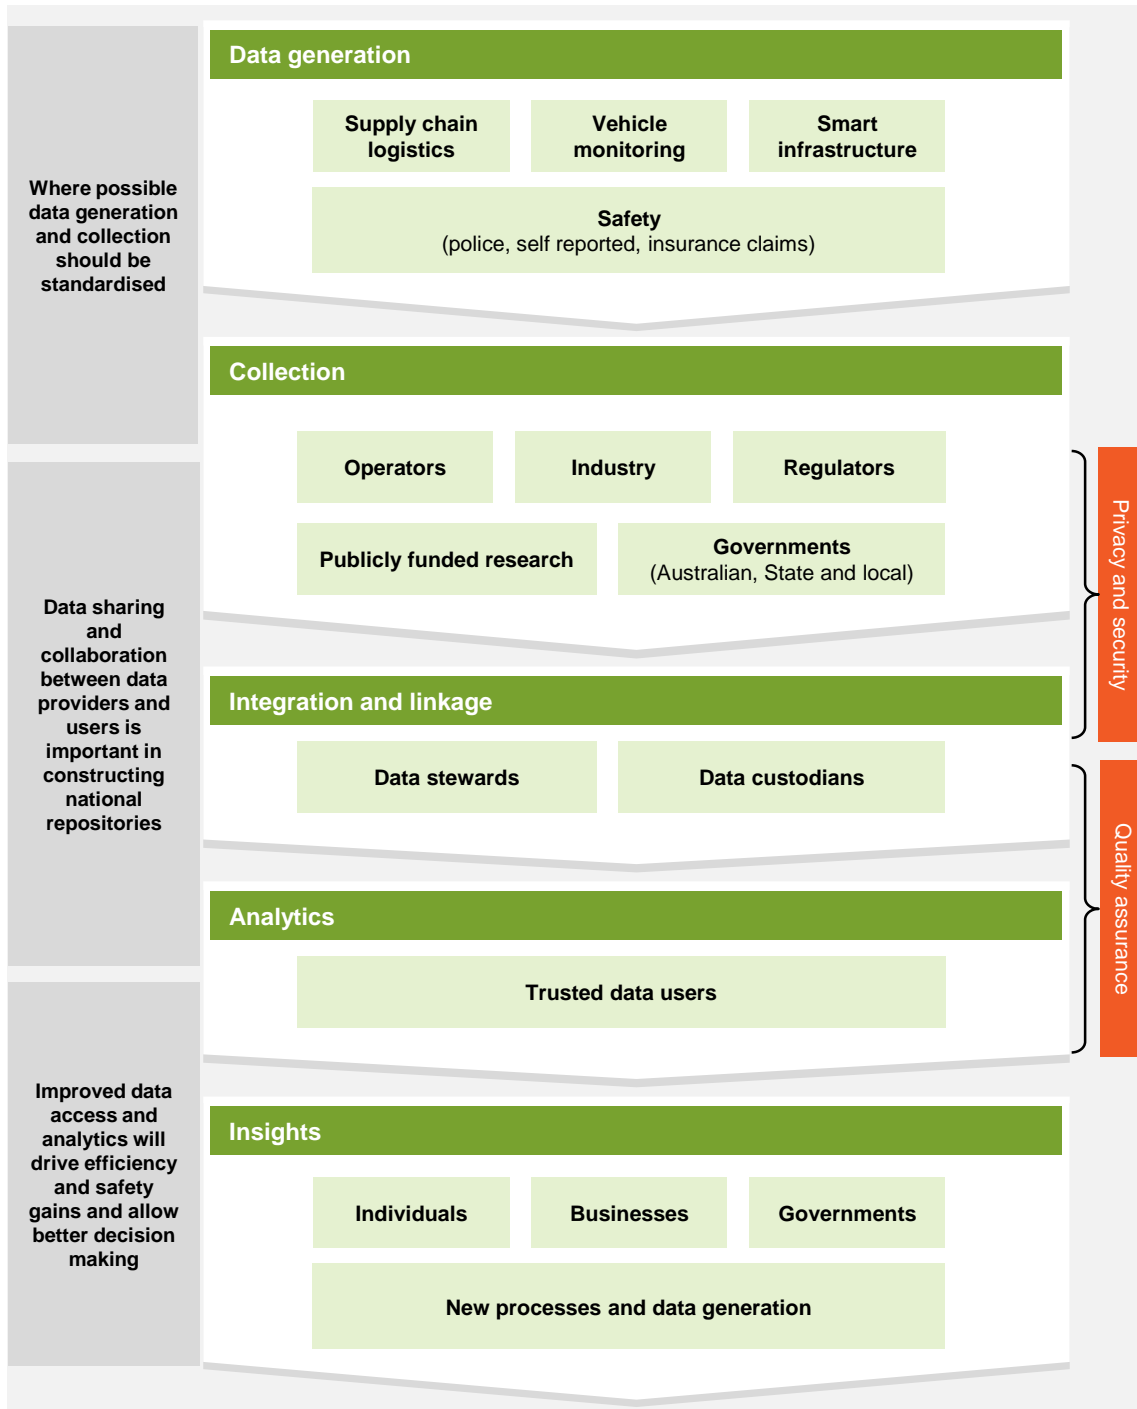 Where possible
data generation
and collection
should be
standardised
Data generation
Supply chain
logistics
Vehicle
monitoring
Smart
infrastructure
Safety
(police, self reported, insurance claims)
Collection
Operators
Industry
Regulators
Publicly funded research
Governments
(Australian, State and local)
Privacy and security
Data sharing
and
collaboration
between data
providers and
users is
important in
constructing
national
repositories
Integration and linkage
Data stewards
Data custodians
Quality assurance
Analytics
Trusted data users
Improved data
access and
analytics will
drive efficiency
and safety
gains and allow
better decision
making
Insights
Individuals
Businesses
Governments
New processes and data generation